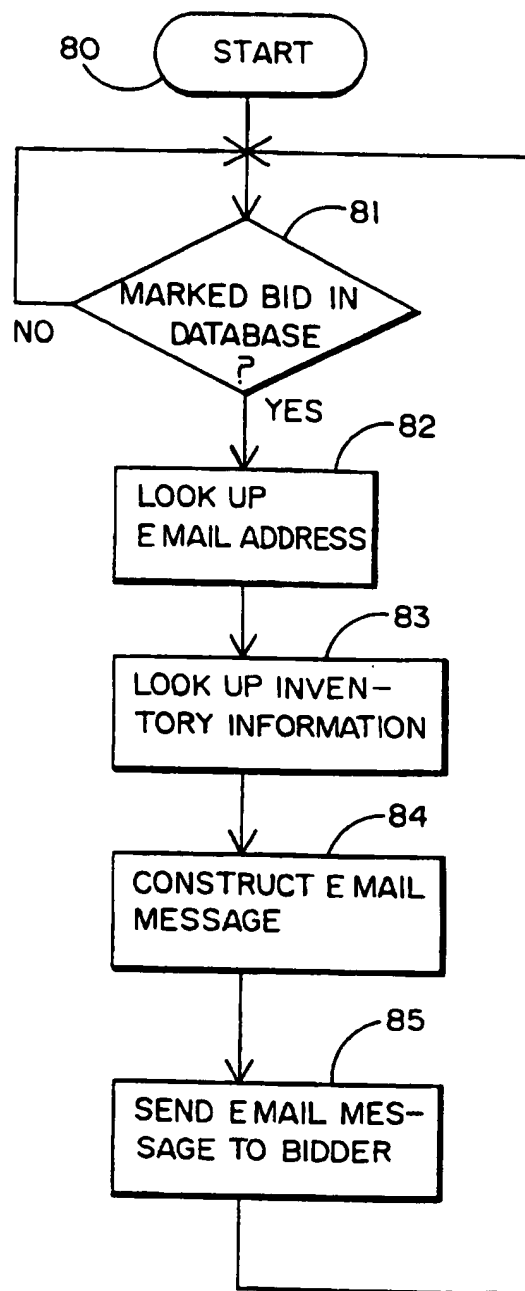 80
START
81
MARKED BID IN
DATABASE
?
NO
YES
82
LOOK UP
E MAIL ADDRESS
83
LOOK UP INVEN-
TORY INFORMATION
84
CONSTRUCT E MAIL
MESSAGE
85
SEND E MAIL MES-
SAGE TO BIDDER